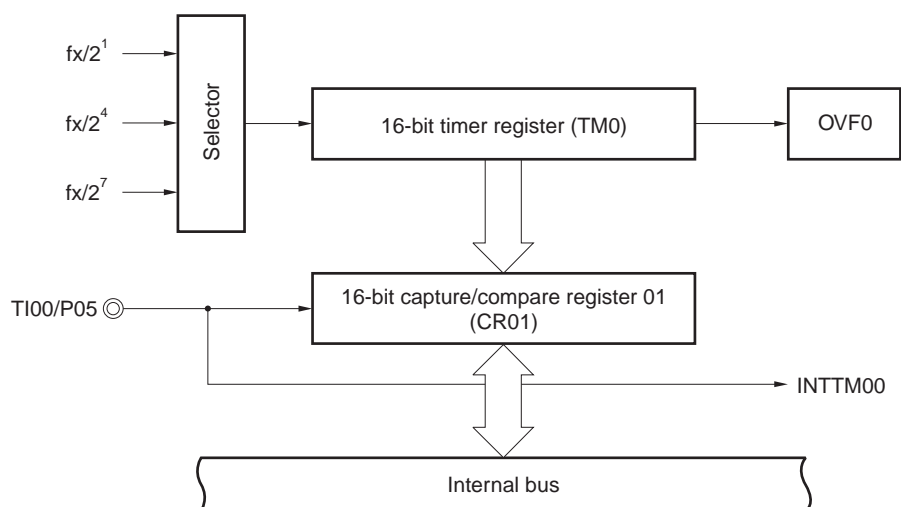 fx/2¹
fx/2⁴
fx/2⁷
Selector
16-bit timer register (TM0)
OVF0
TI00/P05
16-bit capture/compare register 01
(CR01)
INTTM00
Internal bus